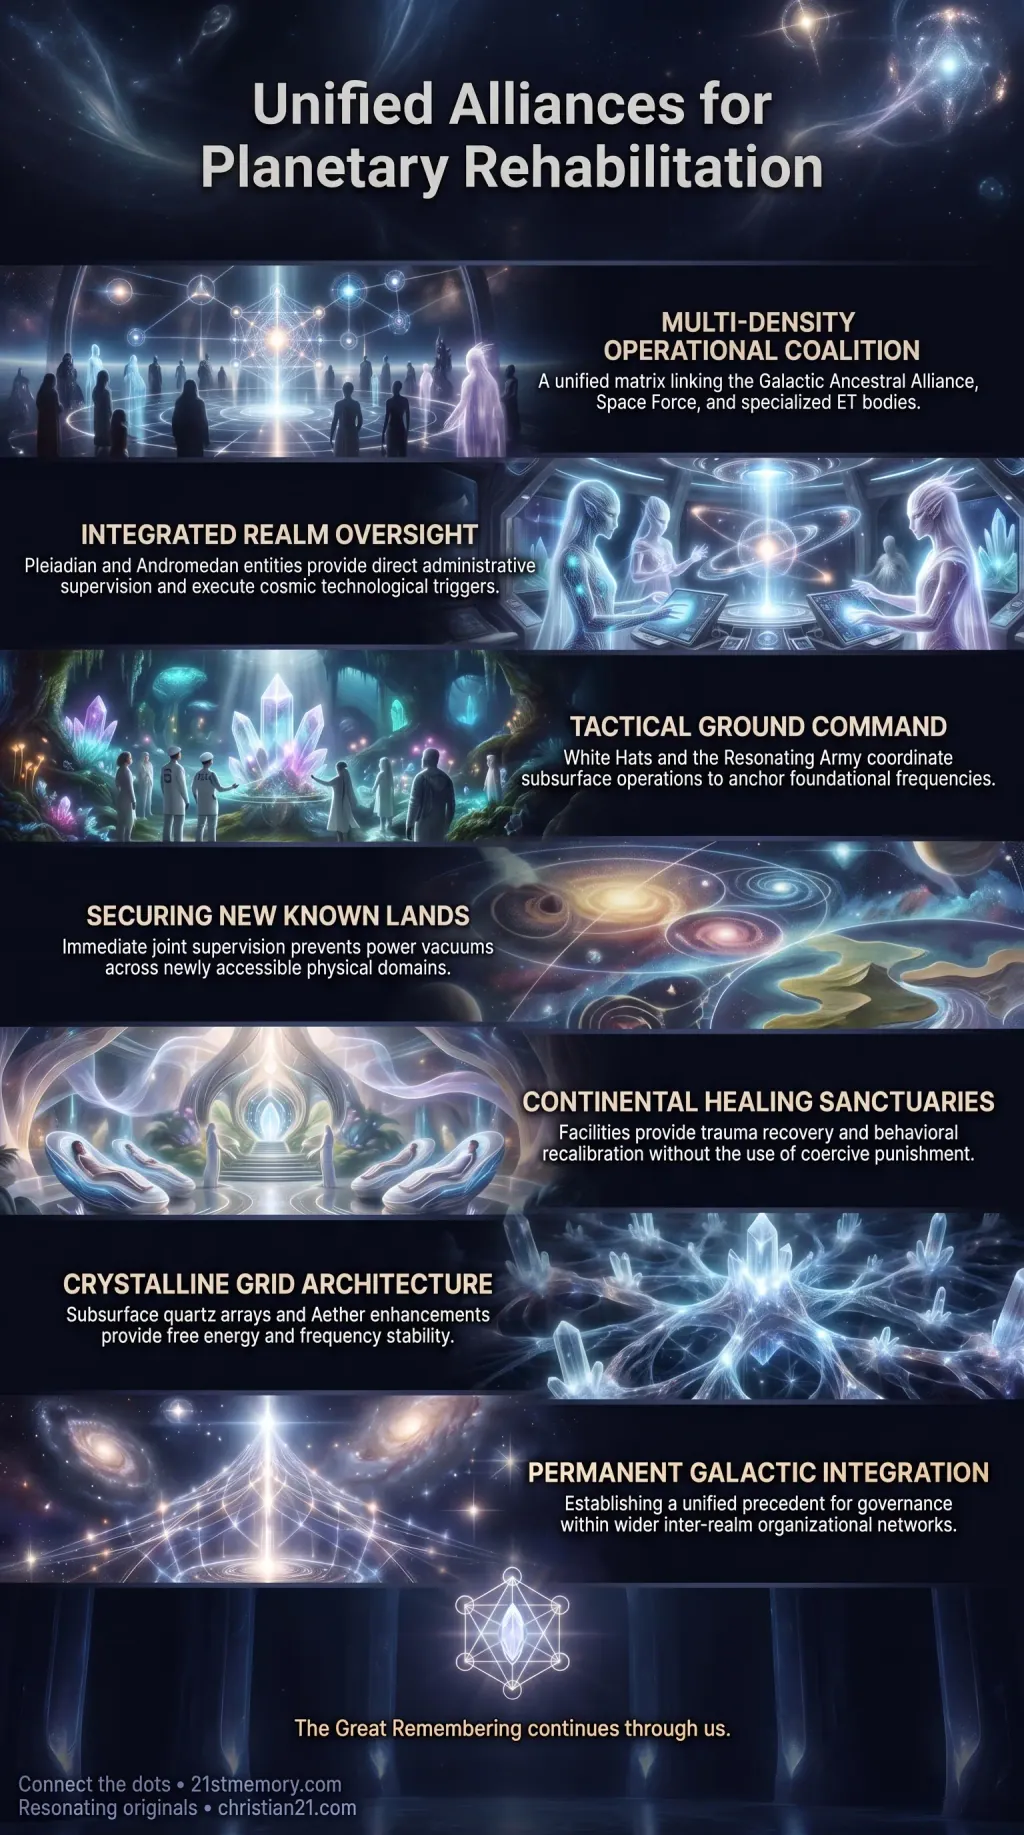 Unified Alliances for
Planetary Rehabilitation
MULTI-DENSITY
OPERATIONAL COALITION
A unified matrix linking the Galactic Ancestral Alliance,
Space Force, and specialized ET bodies.
INTEGRATED REALM OVERSIGHT
Pleiadian and Andromedan entities provide direct administrative
supervision and execute cosmic technological triggers.
TACTICAL GROUND COMMAND
White Hats and the Resonating Army coordinate
subsurface operations to anchor foundational frequencies.
SECURING NEW KNOWN LANDS
Immediate joint supervision prevents power vacuums
across newly accessible physical domains.
CONTINENTAL HEALING SANCTUARIES
Facilities provide trauma recovery and behavioral
recalibration without the use of coercive punishment.
CRYSTALLINE GRID ARCHITECTURE
Subsurface quartz arrays and Aether enhancements
provide free energy and frequency stability.
PERMANENT GALACTIC INTEGRATION
Establishing a unified precedent for governance
within wider inter-realm organizational networks.
The Great Remembering continues through us.
Connect the dots • 21stmemory.com
Resonating originals • christian21.com